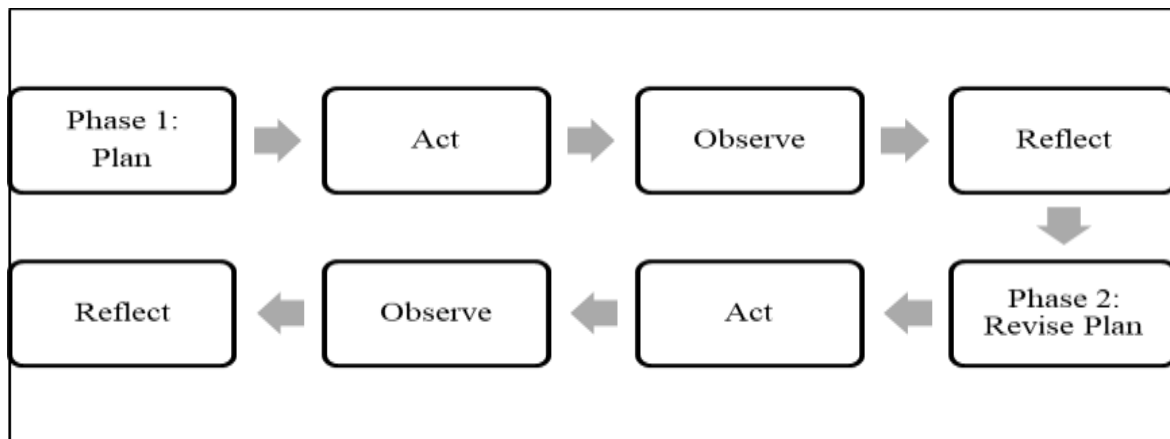 Phase 1:
Plan
Act
Observe
Reflect
Phase 2:
Revise Plan
Act
Observe
Reflect